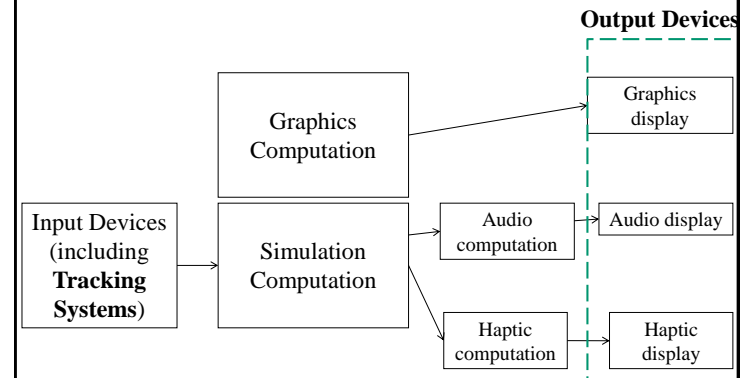 Output Devices
Graphics
Computation
Graphics
display
Input Devices
(including
Tracking
Systems)
Simulation
Computation
Audio
computation
Audio display
Haptic
computation
Haptic
display